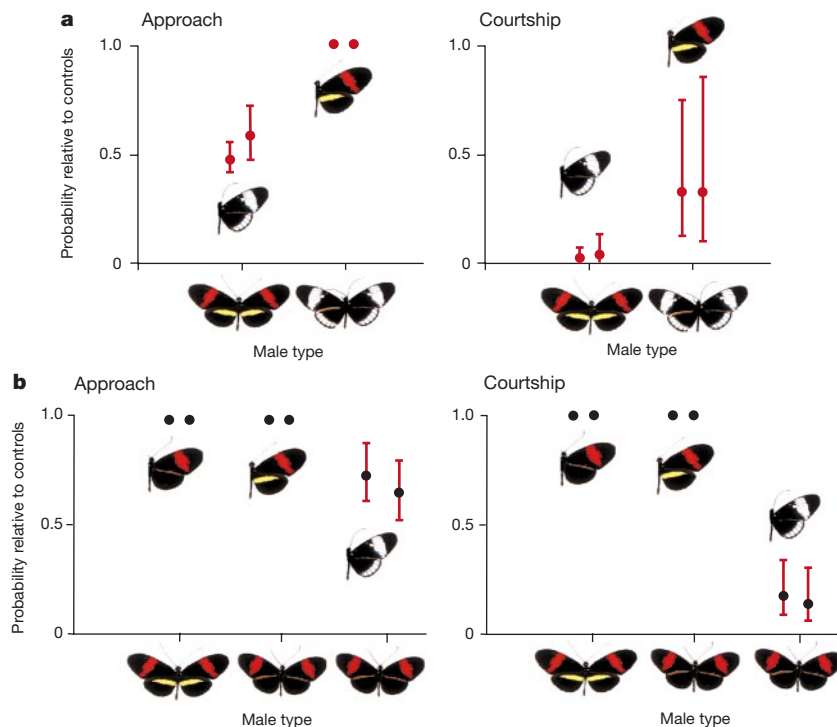 a
Approach
Courtship
Probability relative to controls
1.0
0.5
0
1.0
0.5
0
Male type
Male type
b
Approach
Courtship
Probability relative to controls
1.0
0.5
0
1.0
0.5
0
Male type
Male type